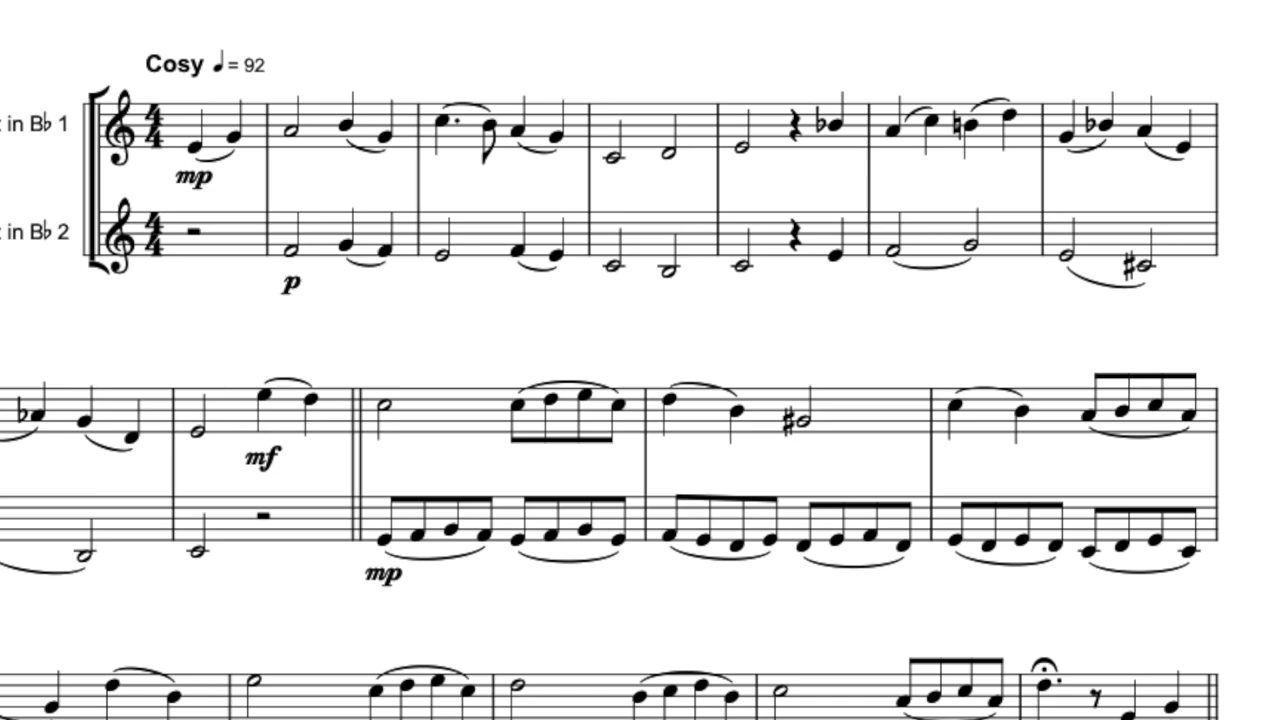 Cosy ♩= 92
in B♭ 1
mp
in B♭ 2
p
mf
mp